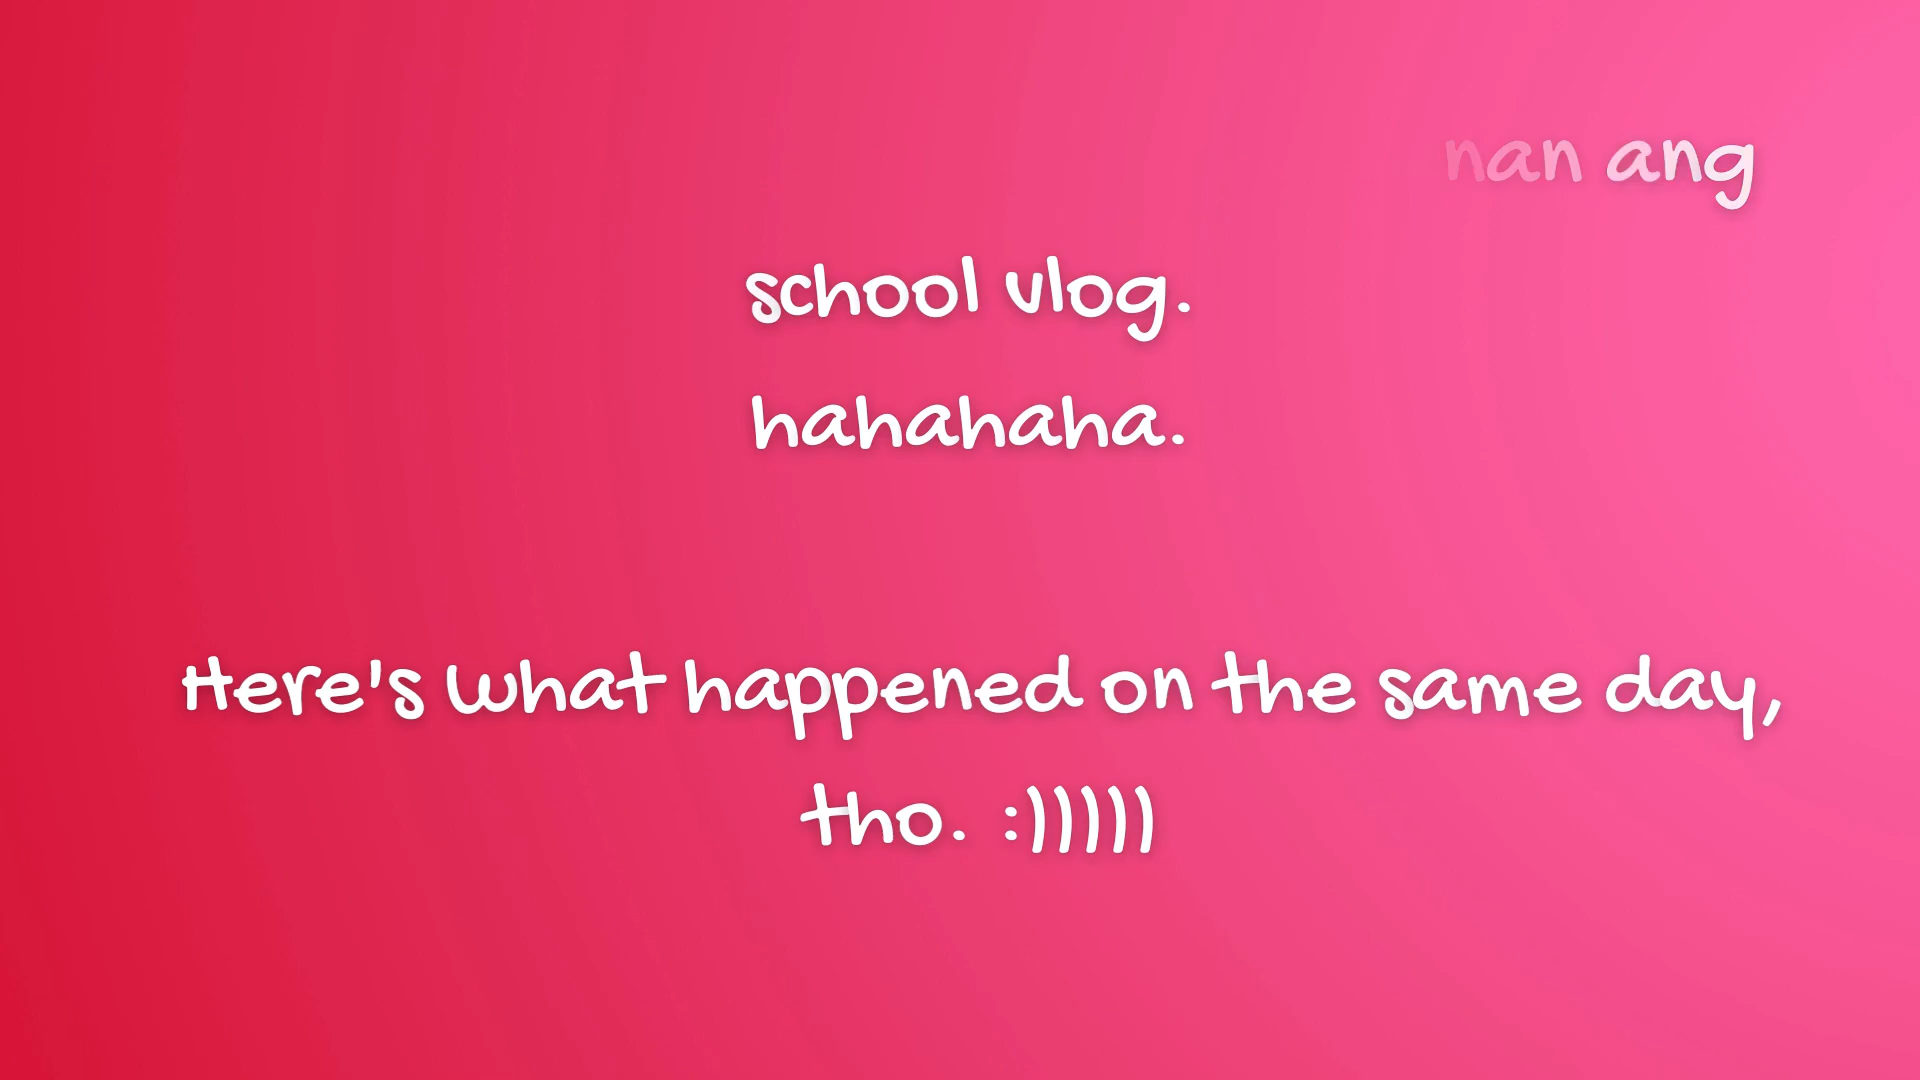 nan ang
school vlog.
hahahaha.
Here's what happened on the same day,
tho. :)))))